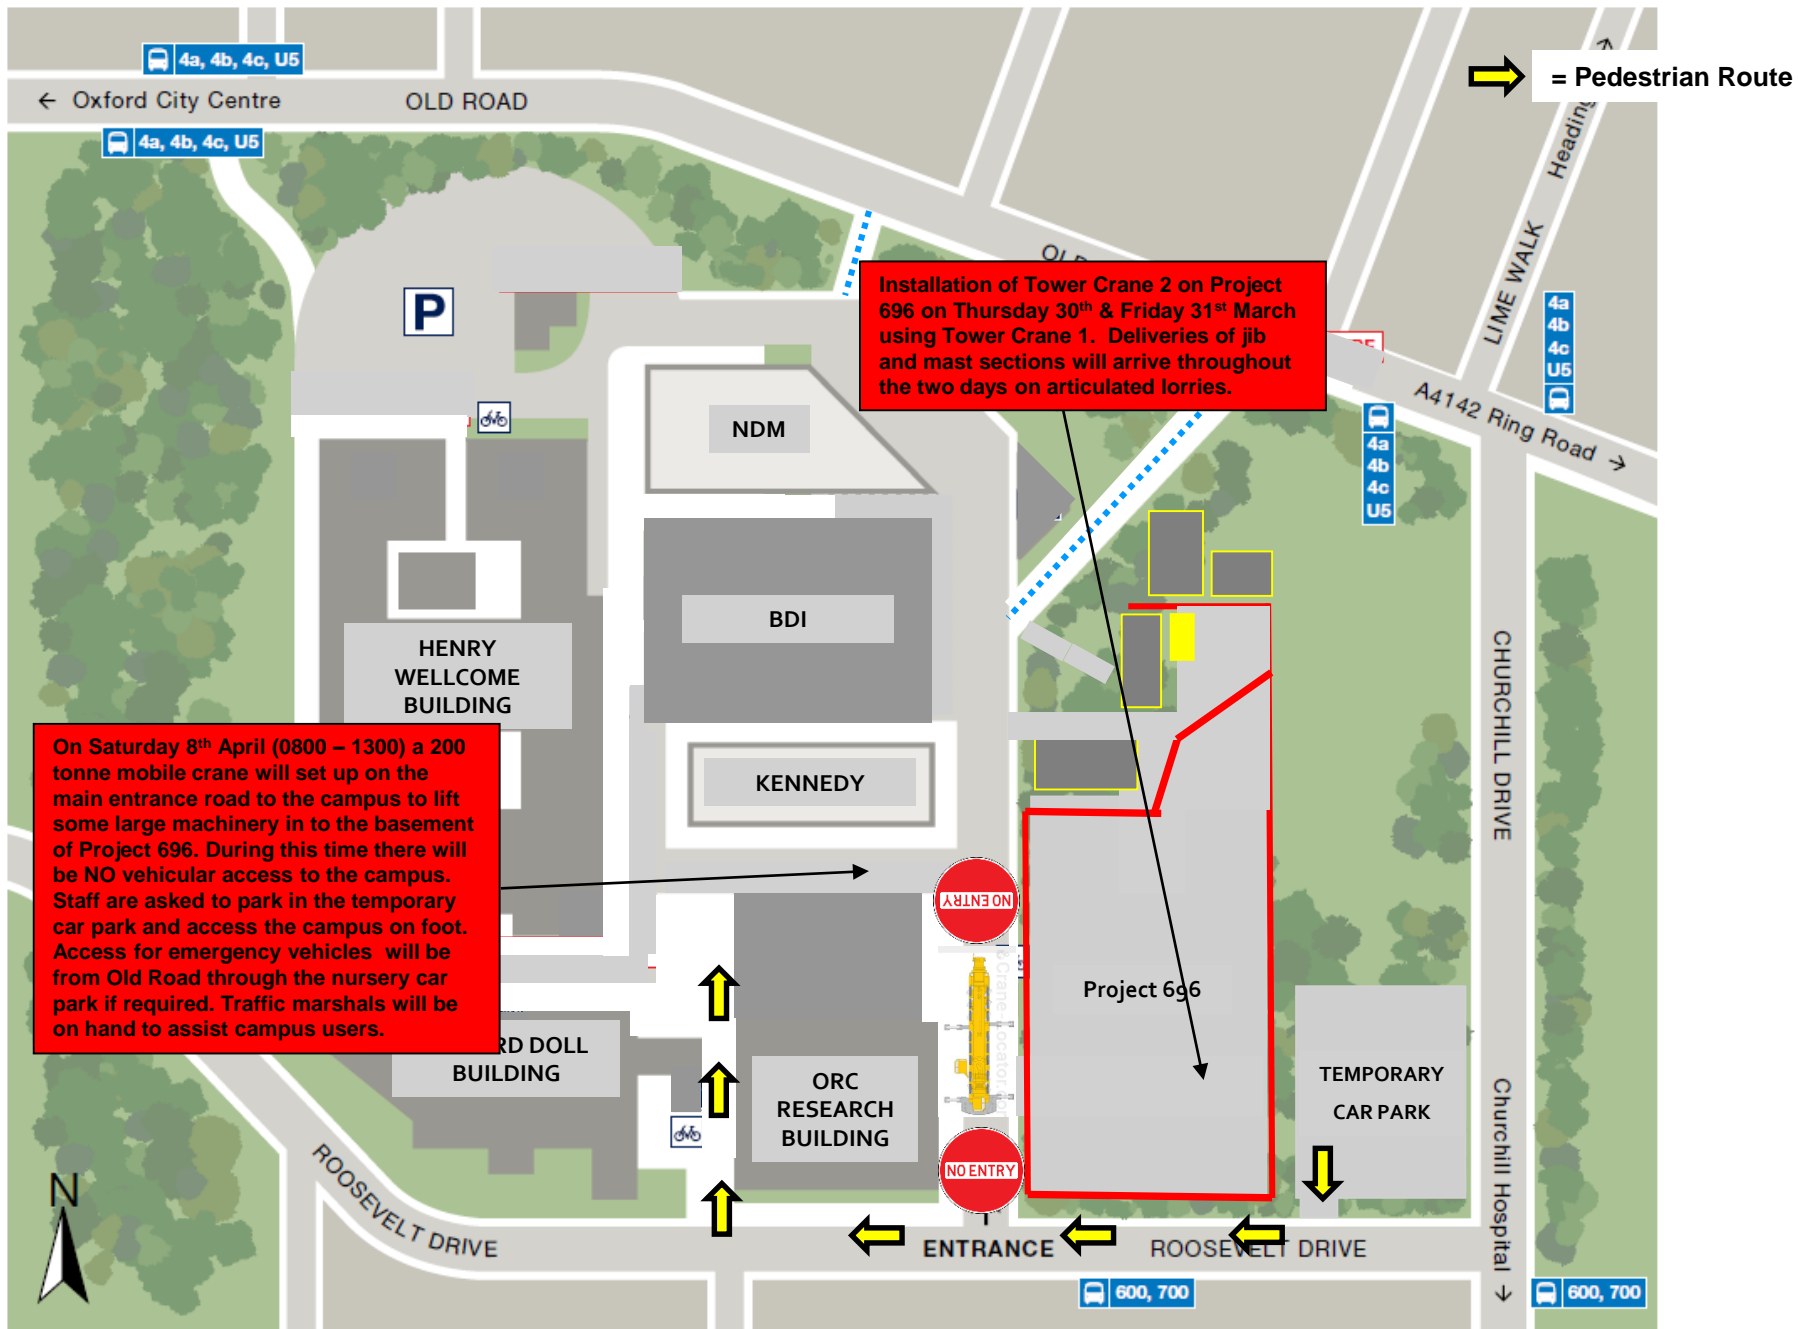 4a, 4b, 4c, U5
← Oxford City Centre
OLD ROAD
4a, 4b, 4c, U5
= Pedestrian Route
Heading
LIME WALK
P
Installation of Tower Crane 2 on Project
696 on Thursday 30th & Friday 31st March
using Tower Crane 1. Deliveries of jib
and mast sections will arrive throughout
the two days on articulated lorries.
4a
4b
4c
U5
A4142 Ring Road →
4a
4b
4c
U5
NDM
BDI
HENRY
WELLCOME
BUILDING
CHURCHILL DRIVE
On Saturday 8th April (0800 – 1300) a 200
tonne mobile crane will set up on the
main entrance road to the campus to lift
some large machinery in to the basement
of Project 696. During this time there will
be NO vehicular access to the campus.
Staff are asked to park in the temporary
car park and access the campus on foot.
Access for emergency vehicles will be
from Old Road through the nursery car
park if required. Traffic marshals will be
on hand to assist campus users.
KENNEDY
NO ENTRY
Project 696
RD DOLL
BUILDING
ORC
RESEARCH
BUILDING
&Crane-Locator.co
TEMPORARY
CAR PARK
NO ENTRY
Churchill Hospital →
N
ROOSEVELT DRIVE
ENTRANCE
ROOSEVELT DRIVE
600, 700
600, 700